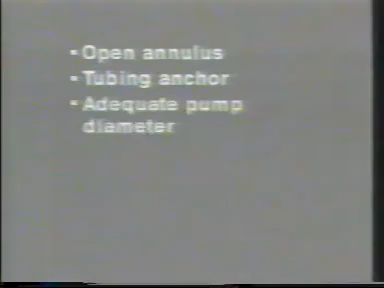 ▪ Open annulus
▪ Tubing anchor
▪ Adequate pump
diameter